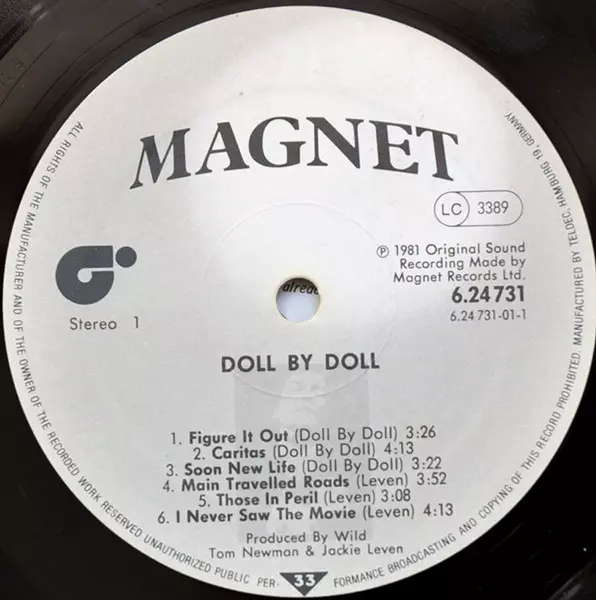 MAGNET
LC 3389
℗ 1981 Original Sound
Recording Made by
Magnet Records Ltd.
6.24731
6.24 731-01-1
Stereo 1
alread
DOLL BY DOLL
1. Figure It Out (Doll By Doll) 3:26
2. Caritas (Doll By Doll) 4:13
3. Soon New Life (Doll By Doll) 3:22
4. Main Travelled Roads (Leven) 3:52
5. Those In Peril (Leven) 3:08
6. I Never Saw The Movie (Leven) 4:13
Produced By Wild
Tom Newman & Jackie Leven
33
ALL RIGHTS OF THE MANUFACTURER AND OF THE OWNER OF THE RECORDED WORK RESERVED UNAUTHORIZED PUBLIC PER- FORMANCE BROADCASTING AND COPYING OF THIS RECORD PROHIBITED. MANUFACTURED BY TELDEC, HAMBURG 19, GERMANY.